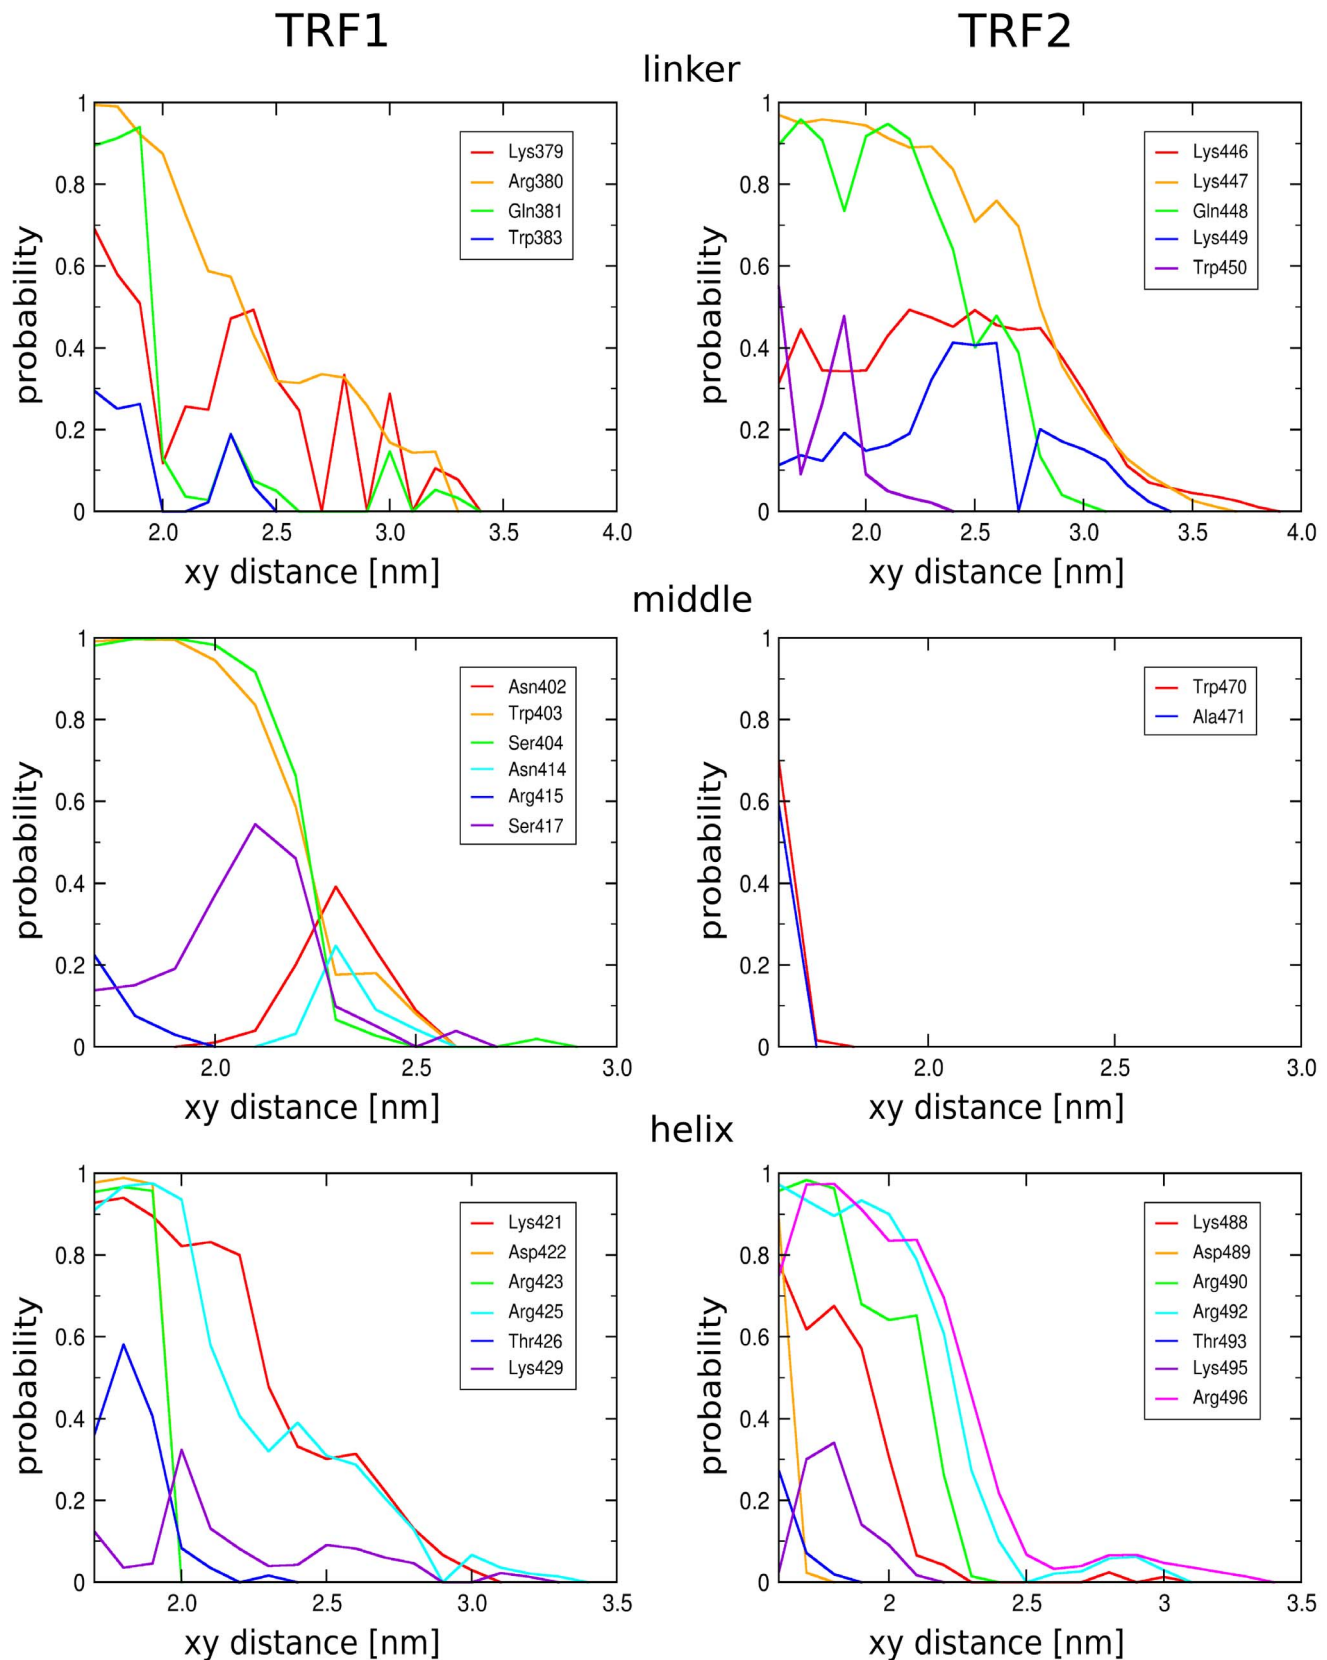 TRF1
TRF2
linker
1
0.8
0.6
0.4
0.2
0
2.0
2.5
3.0
3.5
4.0
probability
xy distance [nm]
Lys379
Arg380
Gln381
Trp383
1
0.8
0.6
0.4
0.2
0
2.0
2.5
3.0
3.5
4.0
probability
xy distance [nm]
Lys446
Lys447
Gln448
Lys449
Trp450
middle
1
0.8
0.6
0.4
0.2
0
2.0
2.5
3.0
probability
xy distance [nm]
Asn402
Trp403
Ser404
Asn414
Arg415
Ser417
1
0.8
0.6
0.4
0.2
0
2.0
2.5
3.0
probability
xy distance [nm]
Trp470
Ala471
helix
1
0.8
0.6
0.4
0.2
0
2.0
2.5
3.0
3.5
probability
xy distance [nm]
Lys421
Asp422
Arg423
Arg425
Thr426
Lys429
1
0.8
0.6
0.4
0.2
0
2
2.5
3
3.5
probability
xy distance [nm]
Lys488
Asp489
Arg490
Arg492
Thr493
Lys495
Arg496